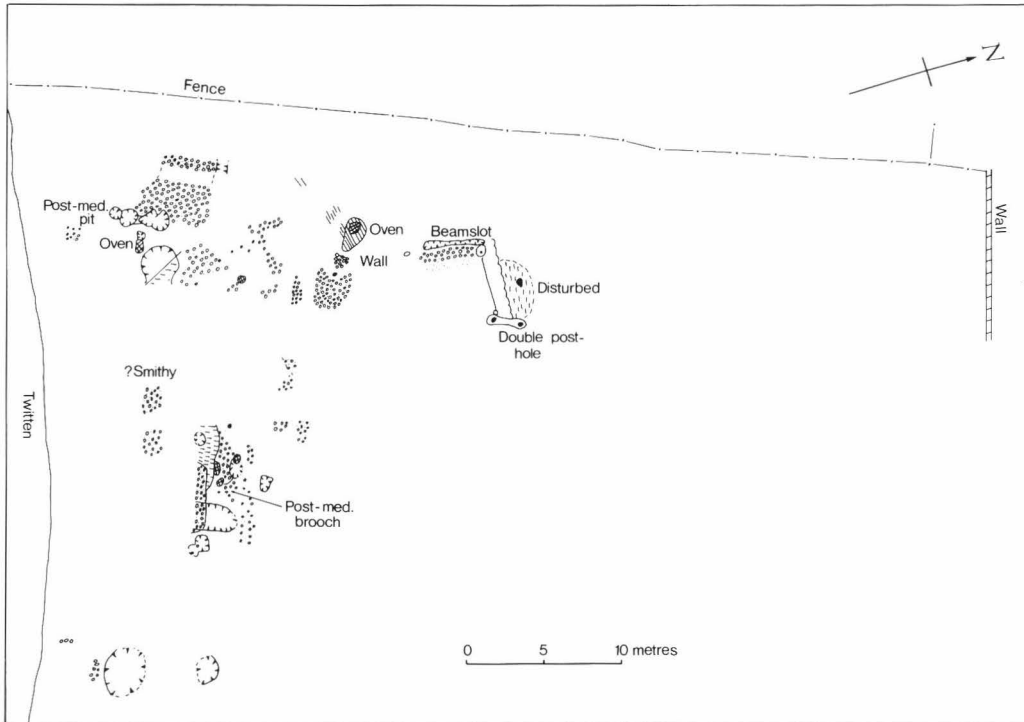 Fence
N
Post-med.
pit
Oven
Oven
Wall
Beamslot
Disturbed
Double post-
hole
Wall
?Smithy
Twitten
Post-med.
brooch
0 5 10 metres